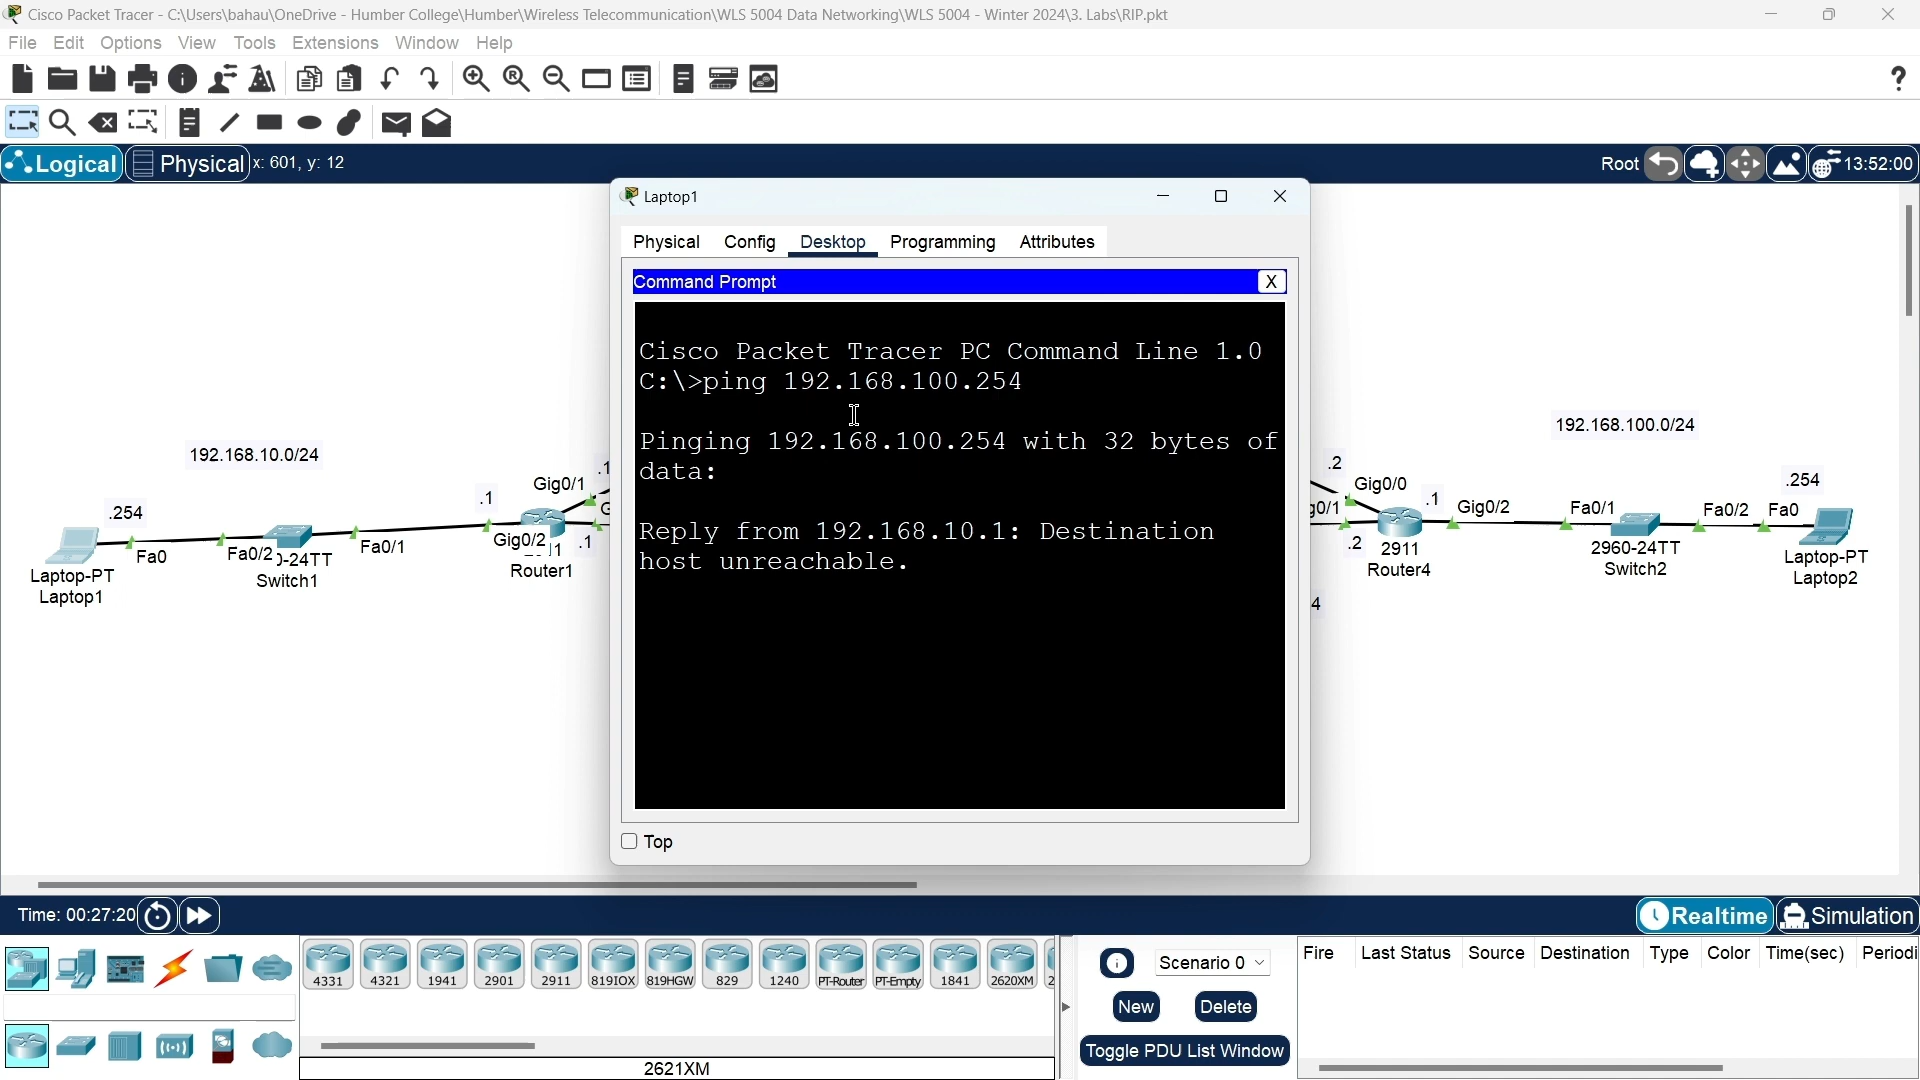 Cisco Packet Tracer - C:\Users\bahau\OneDrive - Humber College\Humber\Wireless Telecommunication\WLS 5004 Data Networking\WLS 5004 - Winter 2024\3. Labs\RIP.pkt
File Edit Options View Tools Extensions Window Help
Logical Physical x: 601, y: 12 Root 13:52:00
Laptop1
Physical Config Desktop Programming Attributes
Command Prompt X
Cisco Packet Tracer PC Command Line 1.0
C:\>ping 192.168.100.254
Pinging 192.168.100.254 with 32 bytes of
data:
Reply from 192.168.10.1: Destination
host unreachable.
Top
192.168.10.0/24
.254
Fa0
Laptop-PT
Laptop1
Fa0/2
-24TT
Switch1
Fa0/1
.1
Gig0/1
.1
Gig0/2
.1
Router1
192.168.100.0/24
.2
Gig0/0
.1
Gig0/2
.2
2911
Router4
4
Fa0/1
2960-24TT
Switch2
Fa0/2
Fa0
.254
Laptop-PT
Laptop2
Time: 00:27:20 Realtime Simulation
4331 4321 1941 2901 2911 819IOX 819HGW 829 1240 PT-Router PT-Empty 1841 2620XM 2
2621XM
Scenario 0
New Delete
Toggle PDU List Window
Fire Last Status Source Destination Type Color Time(sec) Periodi